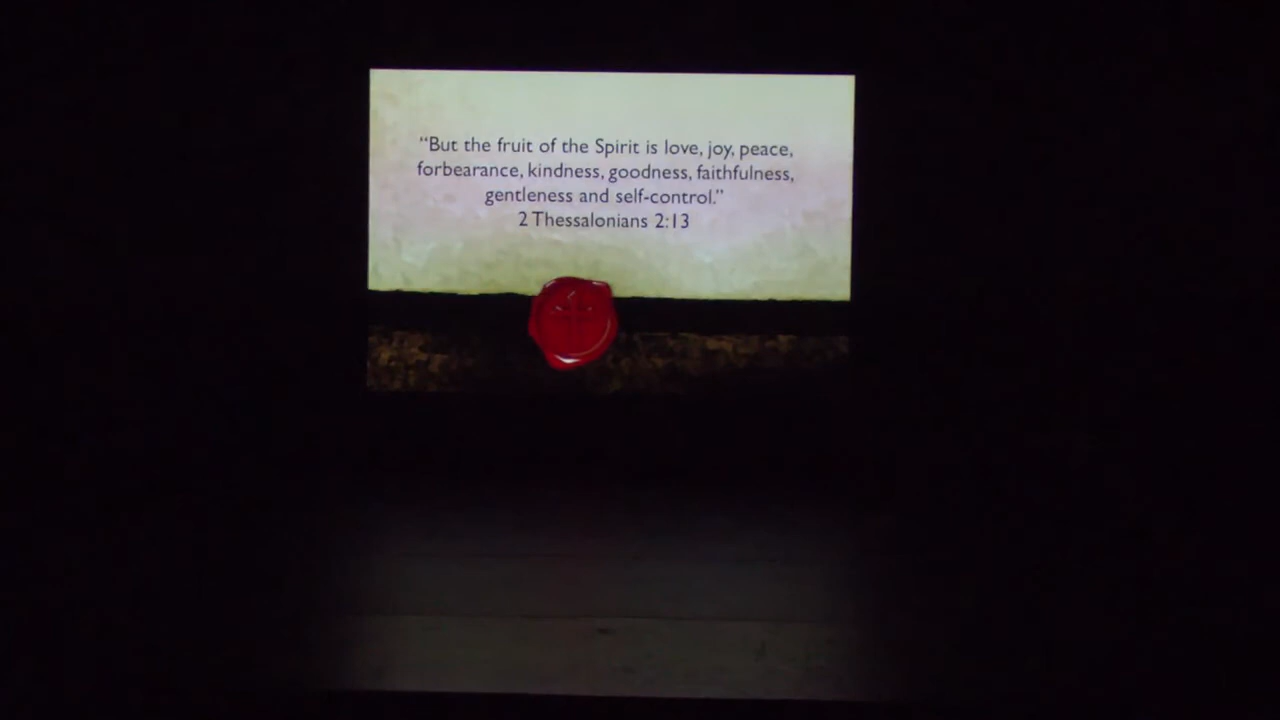 “But the fruit of the Spirit is love, joy, peace,
forbearance, kindness, goodness, faithfulness,
gentleness and self-control.”
2 Thessalonians 2:13